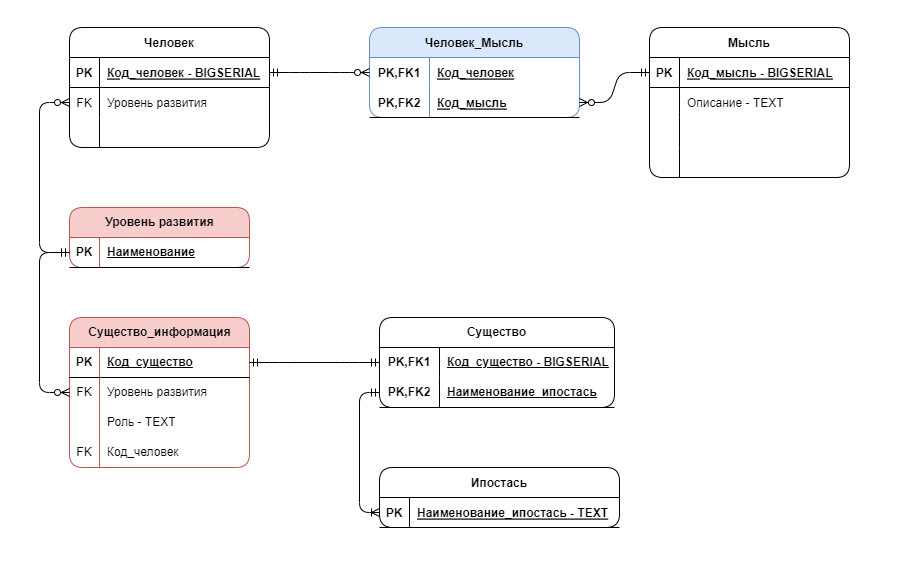 Человек
PK Код_человек - BIGSERIAL
FK Уровень развития
Человек_Мысль
PK,FK1 Код_человек
PK,FK2 Код_мысль
Мысль
PK Код_мысль - BIGSERIAL
Описание - TEXT
Уровень развития
PK Наименование
Существо_информация
PK Код_существо
FK Уровень развития
Роль - TEXT
FK Код_человек
Существо
PK,FK1 Код_существо - BIGSERIAL
PK,FK2 Наименование_ипостась
Ипостась
PK Наименование_ипостась - TEXT